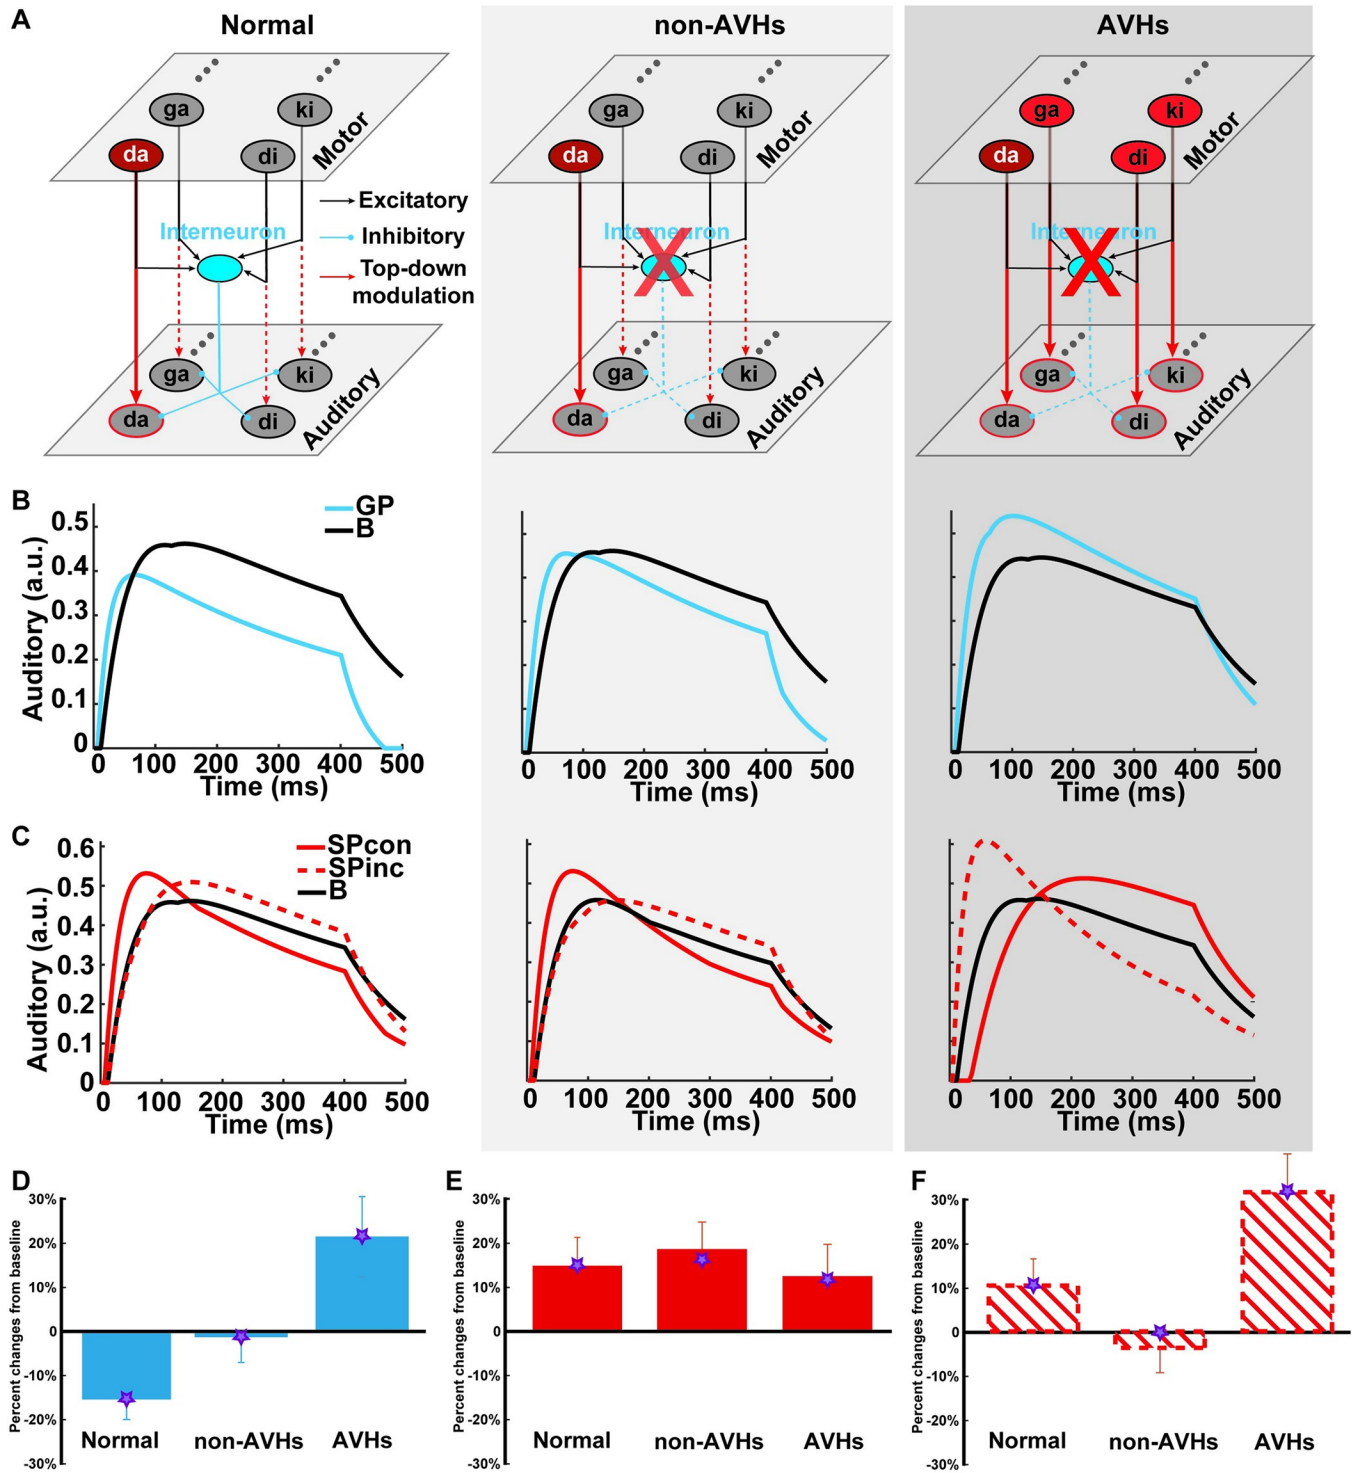 A
Normal
non-AVHs
AVHs
ga
ki
da
di
Motor
ga
ki
da
di
Motor
ga
ki
da
di
Motor
Excitatory
Interneuron
Inhibitory
Top-down
modulation
Interneuron
Interneuron
ga
ki
da
di
Auditory
ga
ki
da
di
Auditory
ga
ki
da
di
Auditory
B
GP
B
Auditory (a.u.)
0.5
0.4
0.3
0.2
0.1
0
0 100 200 300 400 500
Time (ms)
0 100 200 300 400 500
Time (ms)
0 100 200 300 400 500
Time (ms)
C
SPcon
SPinc
B
Auditory (a.u.)
0.6
0.5
0.4
0.3
0.2
0.1
0
0 100 200 300 400 500
Time (ms)
0 100 200 300 400 500
Time (ms)
0 100 200 300 400 500
Time (ms)
D
Percent changes from baseline
30%
20%
10%
0
-10%
-20%
-30%
Normal
non-AVHs
AVHs
E
Percent changes from baseline
30%
20%
10%
0
-10%
-20%
-30%
Normal
non-AVHs
AVHs
F
Percent changes from baseline
30%
20%
10%
0
-10%
-20%
-30%
Normal
non-AVHs
AVHs